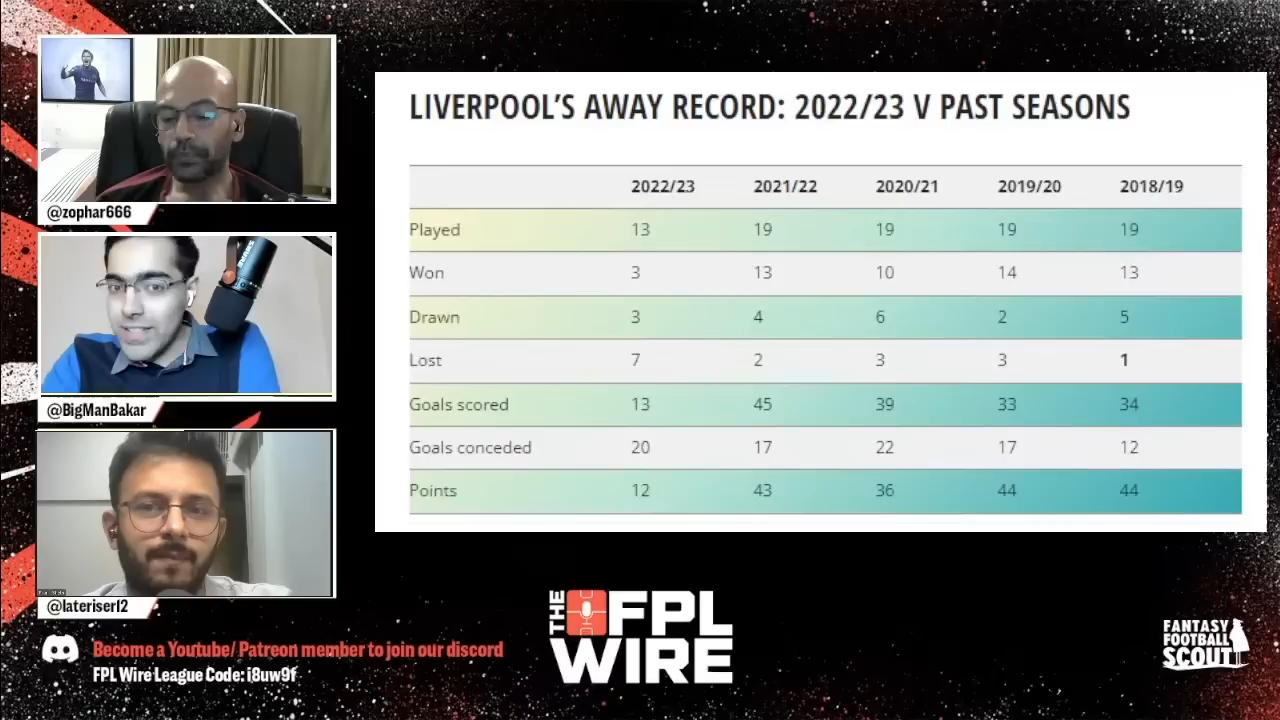 @zophar666
@BigManBakar
@lateriser12
LIVERPOOL'S AWAY RECORD: 2022/23 V PAST SEASONS
2022/23 2021/22 2020/21 2019/20 2018/19
Played 13 19 19 19 19
Won 3 13 10 14 13
Drawn 3 4 6 2 5
Lost 7 2 3 3 1
Goals scored 13 45 39 33 34
Goals conceded 20 17 22 17 12
Points 12 43 36 44 44
Become a Youtube/ Patreon member to join our discord
FPL Wire League Code: i8uw9f
THE FPL
WIRE
FANTASY
FOOTBALL
SCOUT